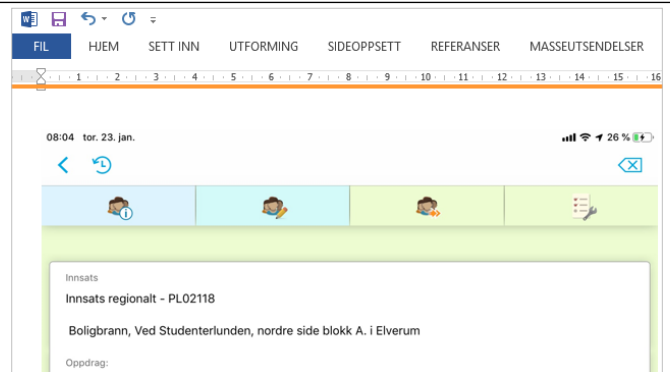 FIL HJEM SETT INN UTFORMING SIDEOPPSETT REFERANSER MASSEUTSENDELSER
1 2 3 4 5 6 7 8 9 10 11 12 13 14 15 16
08:04 tor. 23. jan. 26 %
Innsats
Innsats regionalt - PL02118
Boligbrann, Ved Studenterlunden, nordre side blokk A. i Elverum
Oppdrag: